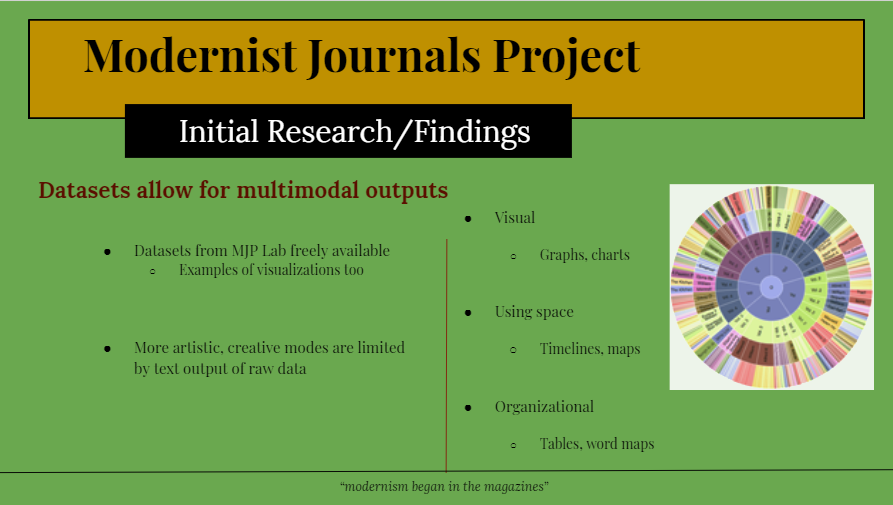 Modernist Journals Project
Initial Research/Findings
Datasets allow for multimodal outputs
● Datasets from MJP Lab freely available
○ Examples of visualizations too
● More artistic, creative modes are limited
by text output of raw data
● Visual
○ Graphs, charts
● Using space
○ Timelines, maps
● Organizational
○ Tables, word maps
“modernism began in the magazines”